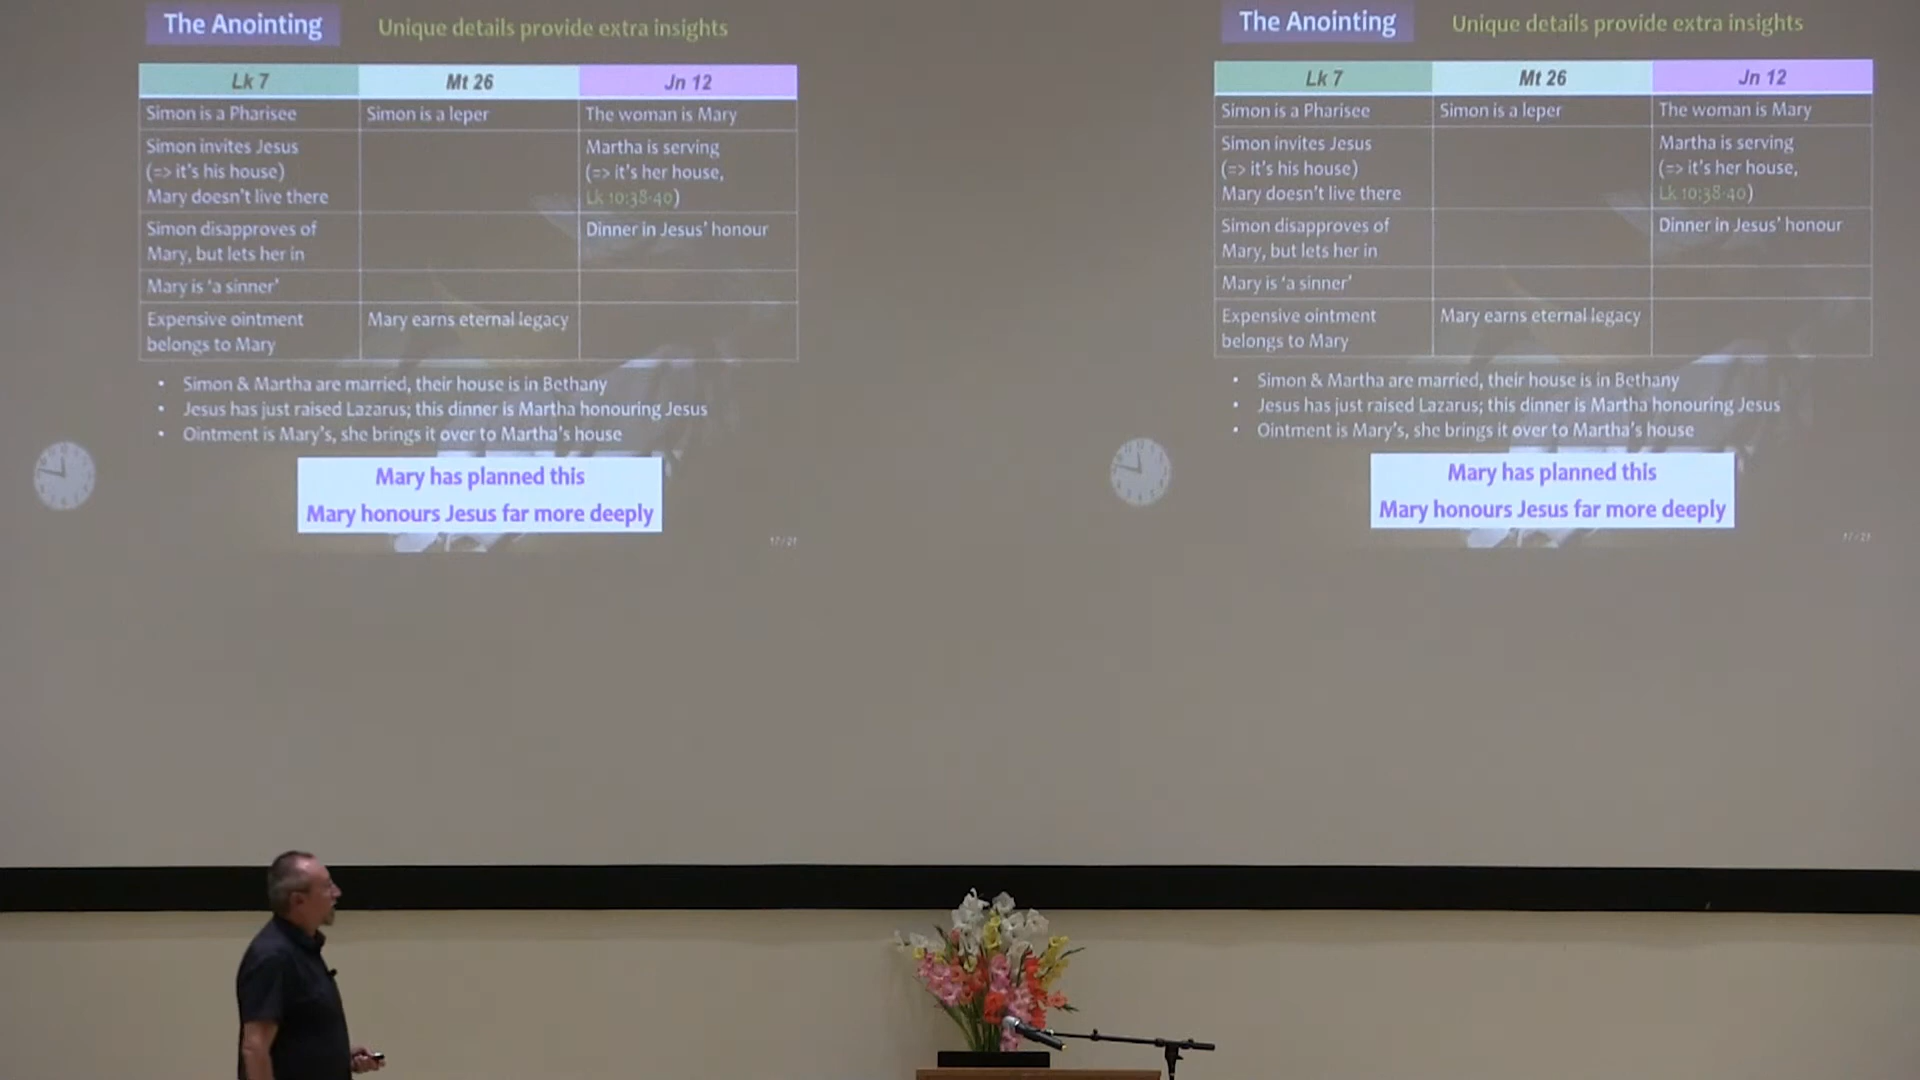 The Anointing
Unique details provide extra insights
Lk 7
Mt 26
Jn 12
Simon is a Pharisee
Simon is a leper
The woman is Mary
Simon invites Jesus
(=> it's his house)
Mary doesn't live there
Martha is serving
(=> it's her house,
Lk 10:38-40)
Simon disapproves of
Mary, but lets her in
Dinner in Jesus' honour
Mary is 'a sinner'
Expensive ointment
belongs to Mary
Mary earns eternal legacy
• Simon & Martha are married, their house is in Bethany
• Jesus has just raised Lazarus; this dinner is Martha honouring Jesus
• Ointment is Mary's, she brings it over to Martha's house
Mary has planned this
Mary honours Jesus far more deeply
17/21
The Anointing
Unique details provide extra insights
Lk 7
Mt 26
Jn 12
Simon is a Pharisee
Simon is a leper
The woman is Mary
Simon invites Jesus
(=> it's his house)
Mary doesn't live there
Martha is serving
(=> it's her house,
Lk 10:38-40)
Simon disapproves of
Mary, but lets her in
Dinner in Jesus' honour
Mary is 'a sinner'
Expensive ointment
belongs to Mary
Mary earns eternal legacy
• Simon & Martha are married, their house is in Bethany
• Jesus has just raised Lazarus; this dinner is Martha honouring Jesus
• Ointment is Mary's, she brings it over to Martha's house
Mary has planned this
Mary honours Jesus far more deeply
17/21